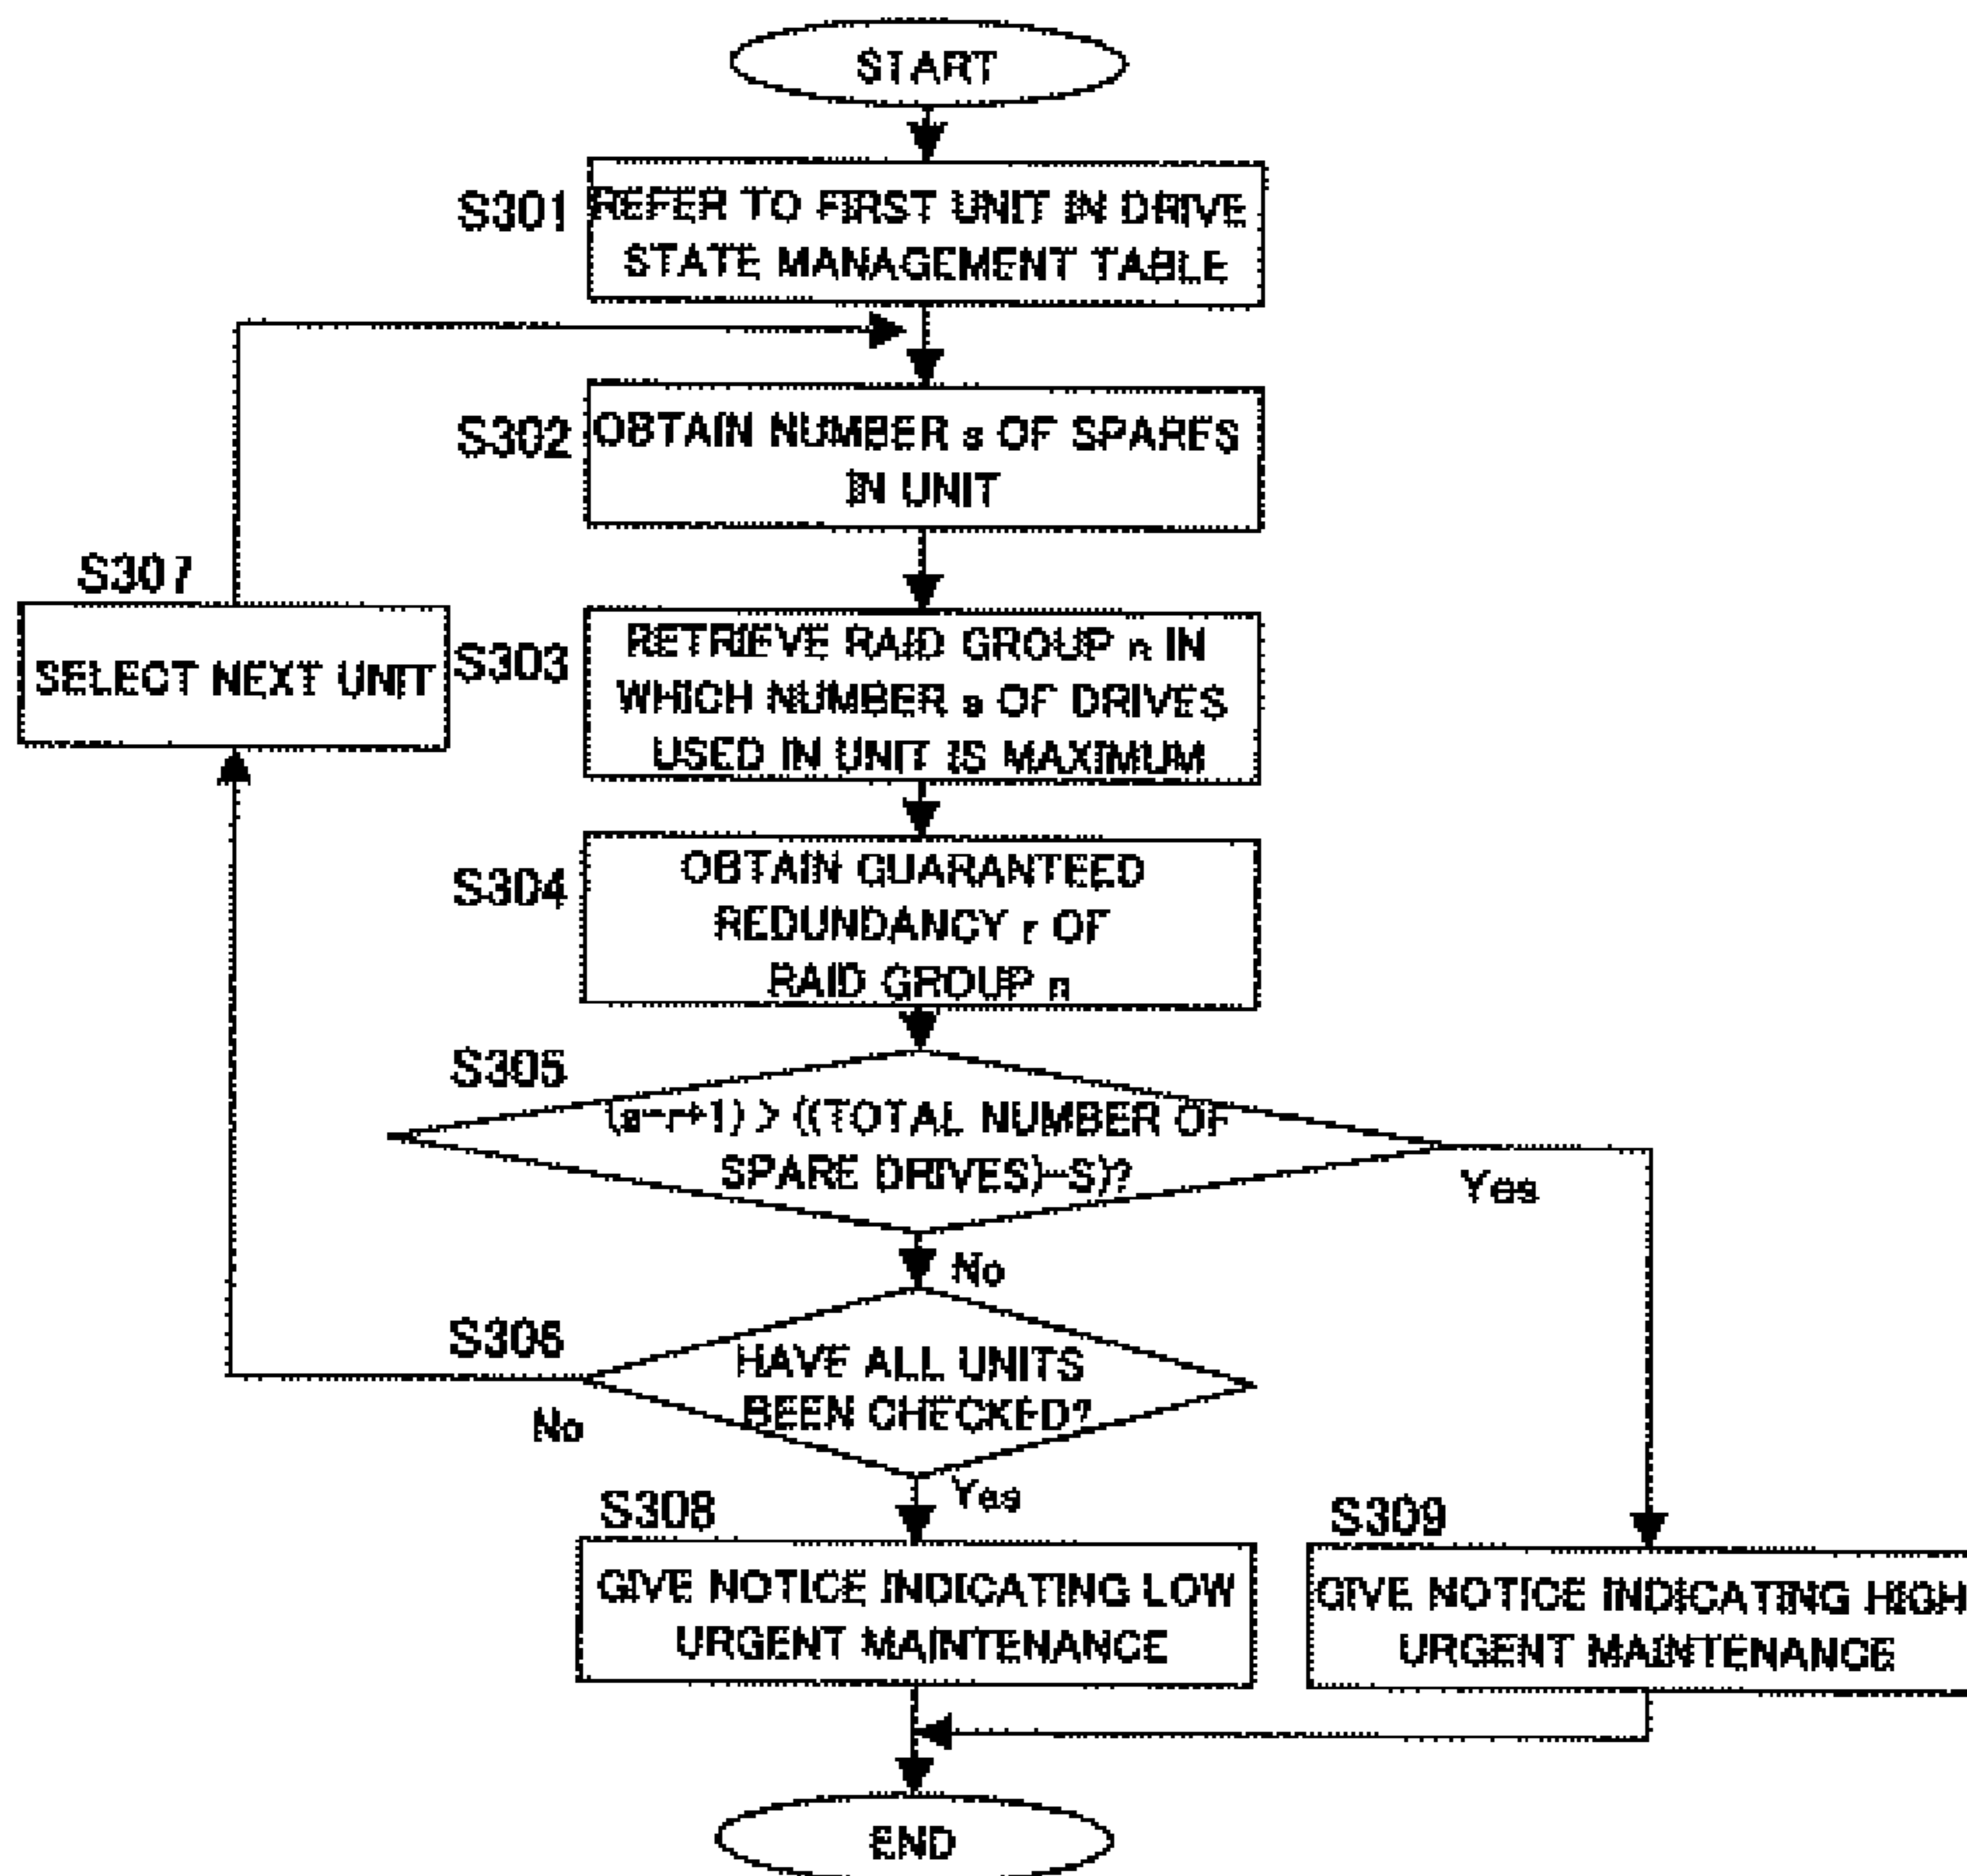 START
S301
REFER TO FIRST UNIT IN DRIVE
STATE MANAGEMENT TABLE
S302
OBTAIN NUMBER s OF SPARES
IN UNIT
S307
SELECT NEXT UNIT
S303
RETRIEVE RAID GROUP n IN
WHICH NUMBER a OF DRIVES
USED IN UNIT IS MAXIMUM
S304
OBTAIN GUARANTEED
REDUNDANCY r OF
RAID GROUP n
S305
(a-r+1) > ((TOTAL NUMBER OF
SPARE DRIVES)-S)?
Yes
No
S306
HAVE ALL UNITS
BEEN CHECKED?
No
Yes
S308
GIVE NOTICE INDICATING LOW
URGENT MAINTENANCE
S309
GIVE NOTICE INDICATING HIGH
URGENT MAINTENANCE
END